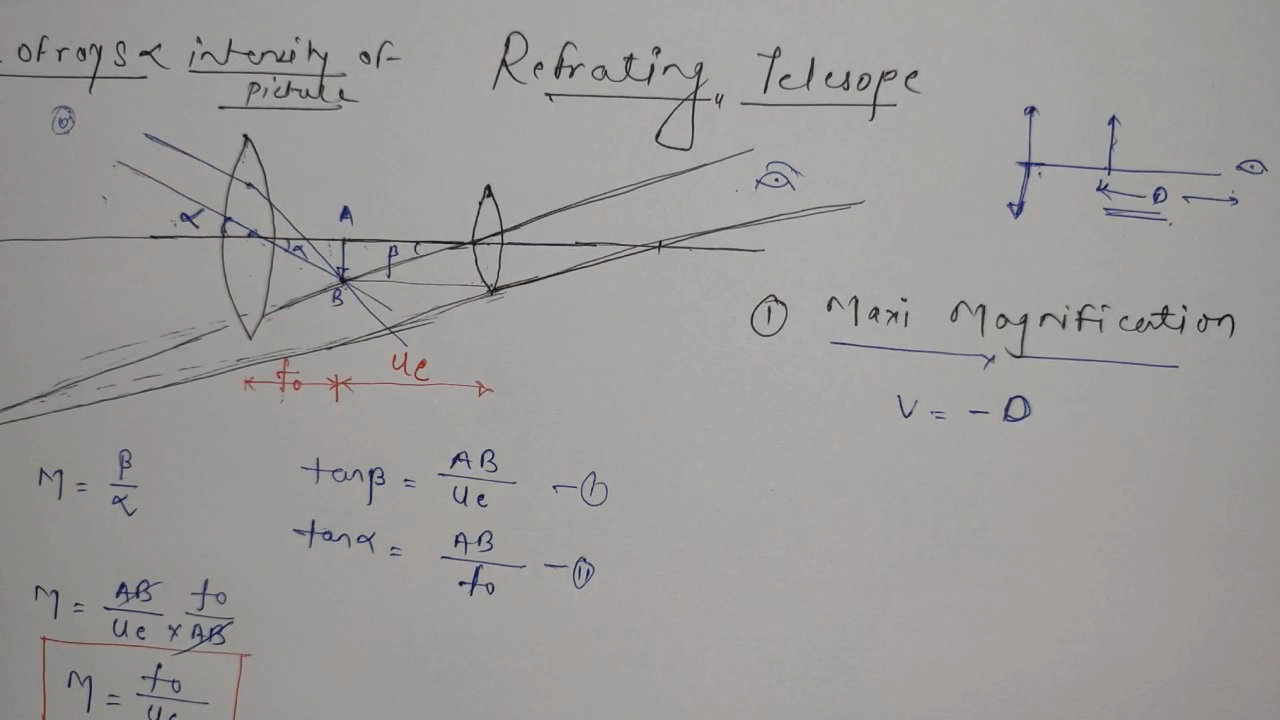 of rays α intensity of
picture
Refrating Telesope
α
α
A
B
β
D
fo
ue
① Maxi Magnification
V = - D
M = β/α
tanβ = AB/ue - ①
tanα = AB/fo - ⑪
M = AB/ue × fo/AB
M = fo/ue